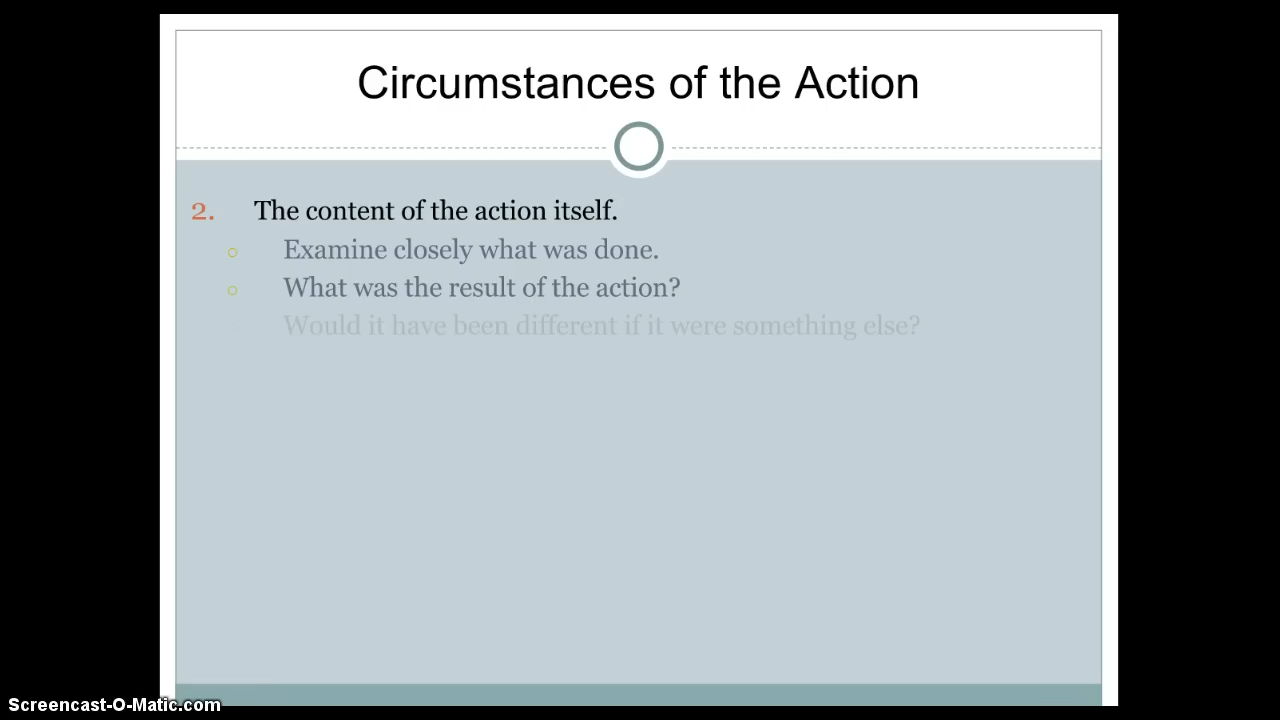 Circumstances of the Action
2. The content of the action itself.
Examine closely what was done.
What was the result of the action?
Would it have been different if it were something else?
Screencast-O-Matic.com